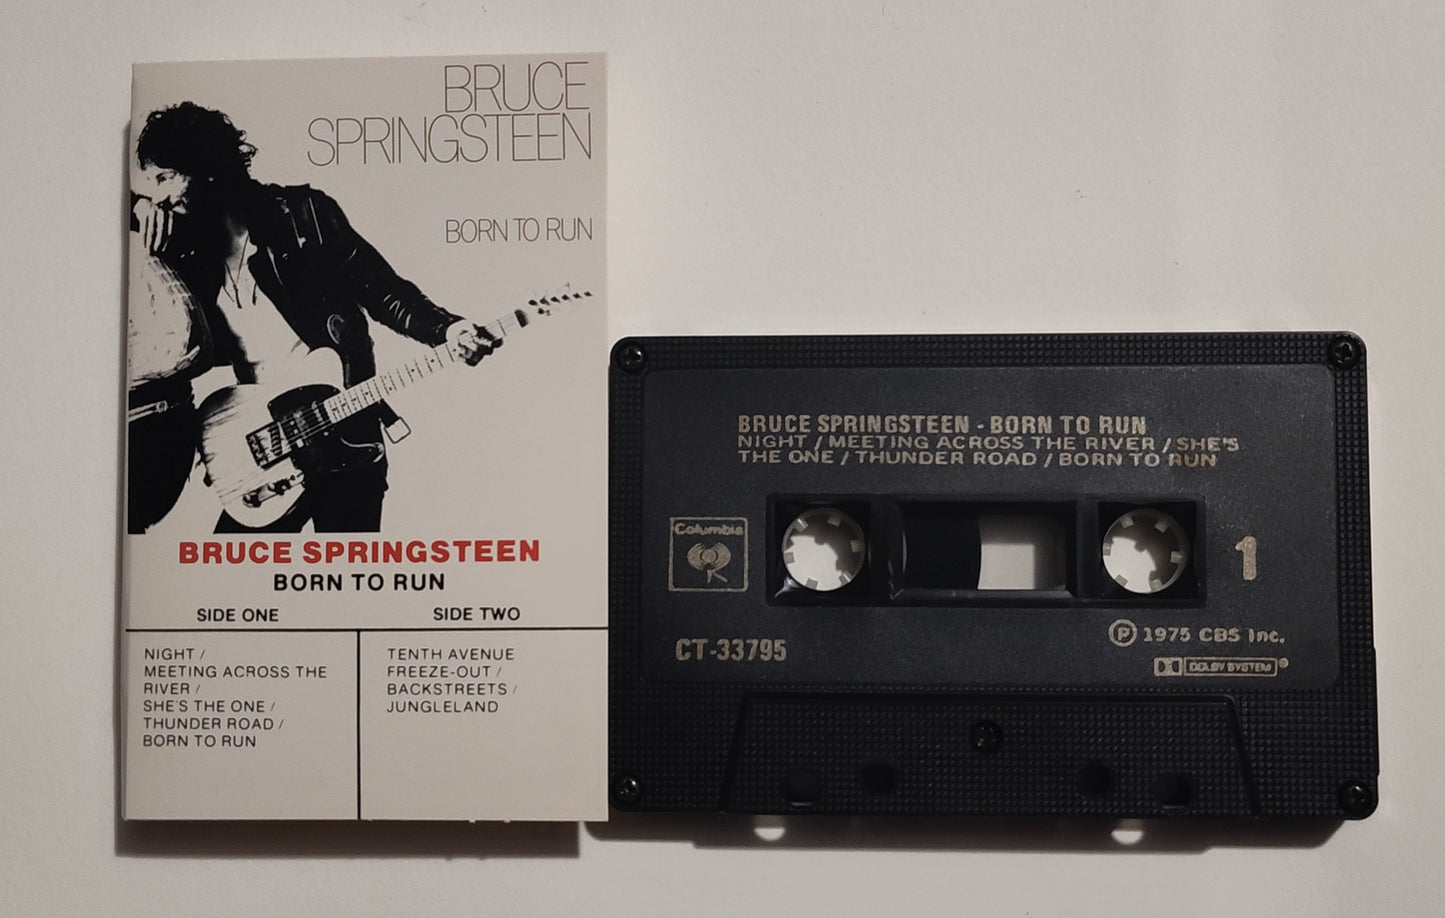 BRUCE
SPRINGSTEEN
BORN TO RUN
BRUCE SPRINGSTEEN
BORN TO RUN
SIDE ONE
NIGHT /
MEETING ACROSS THE
RIVER /
SHE'S THE ONE /
THUNDER ROAD /
BORN TO RUN
SIDE TWO
TENTH AVENUE
FREEZE-OUT /
BACKSTREETS /
JUNGLELAND
BRUCE SPRINGSTEEN - BORN TO RUN
NIGHT / MEETING ACROSS THE RIVER / SHE'S
THE ONE / THUNDER ROAD / BORN TO RUN
Columbia
1
CT-33795
Ⓟ 1975 CBS Inc.
DOLBY SYSTEM®